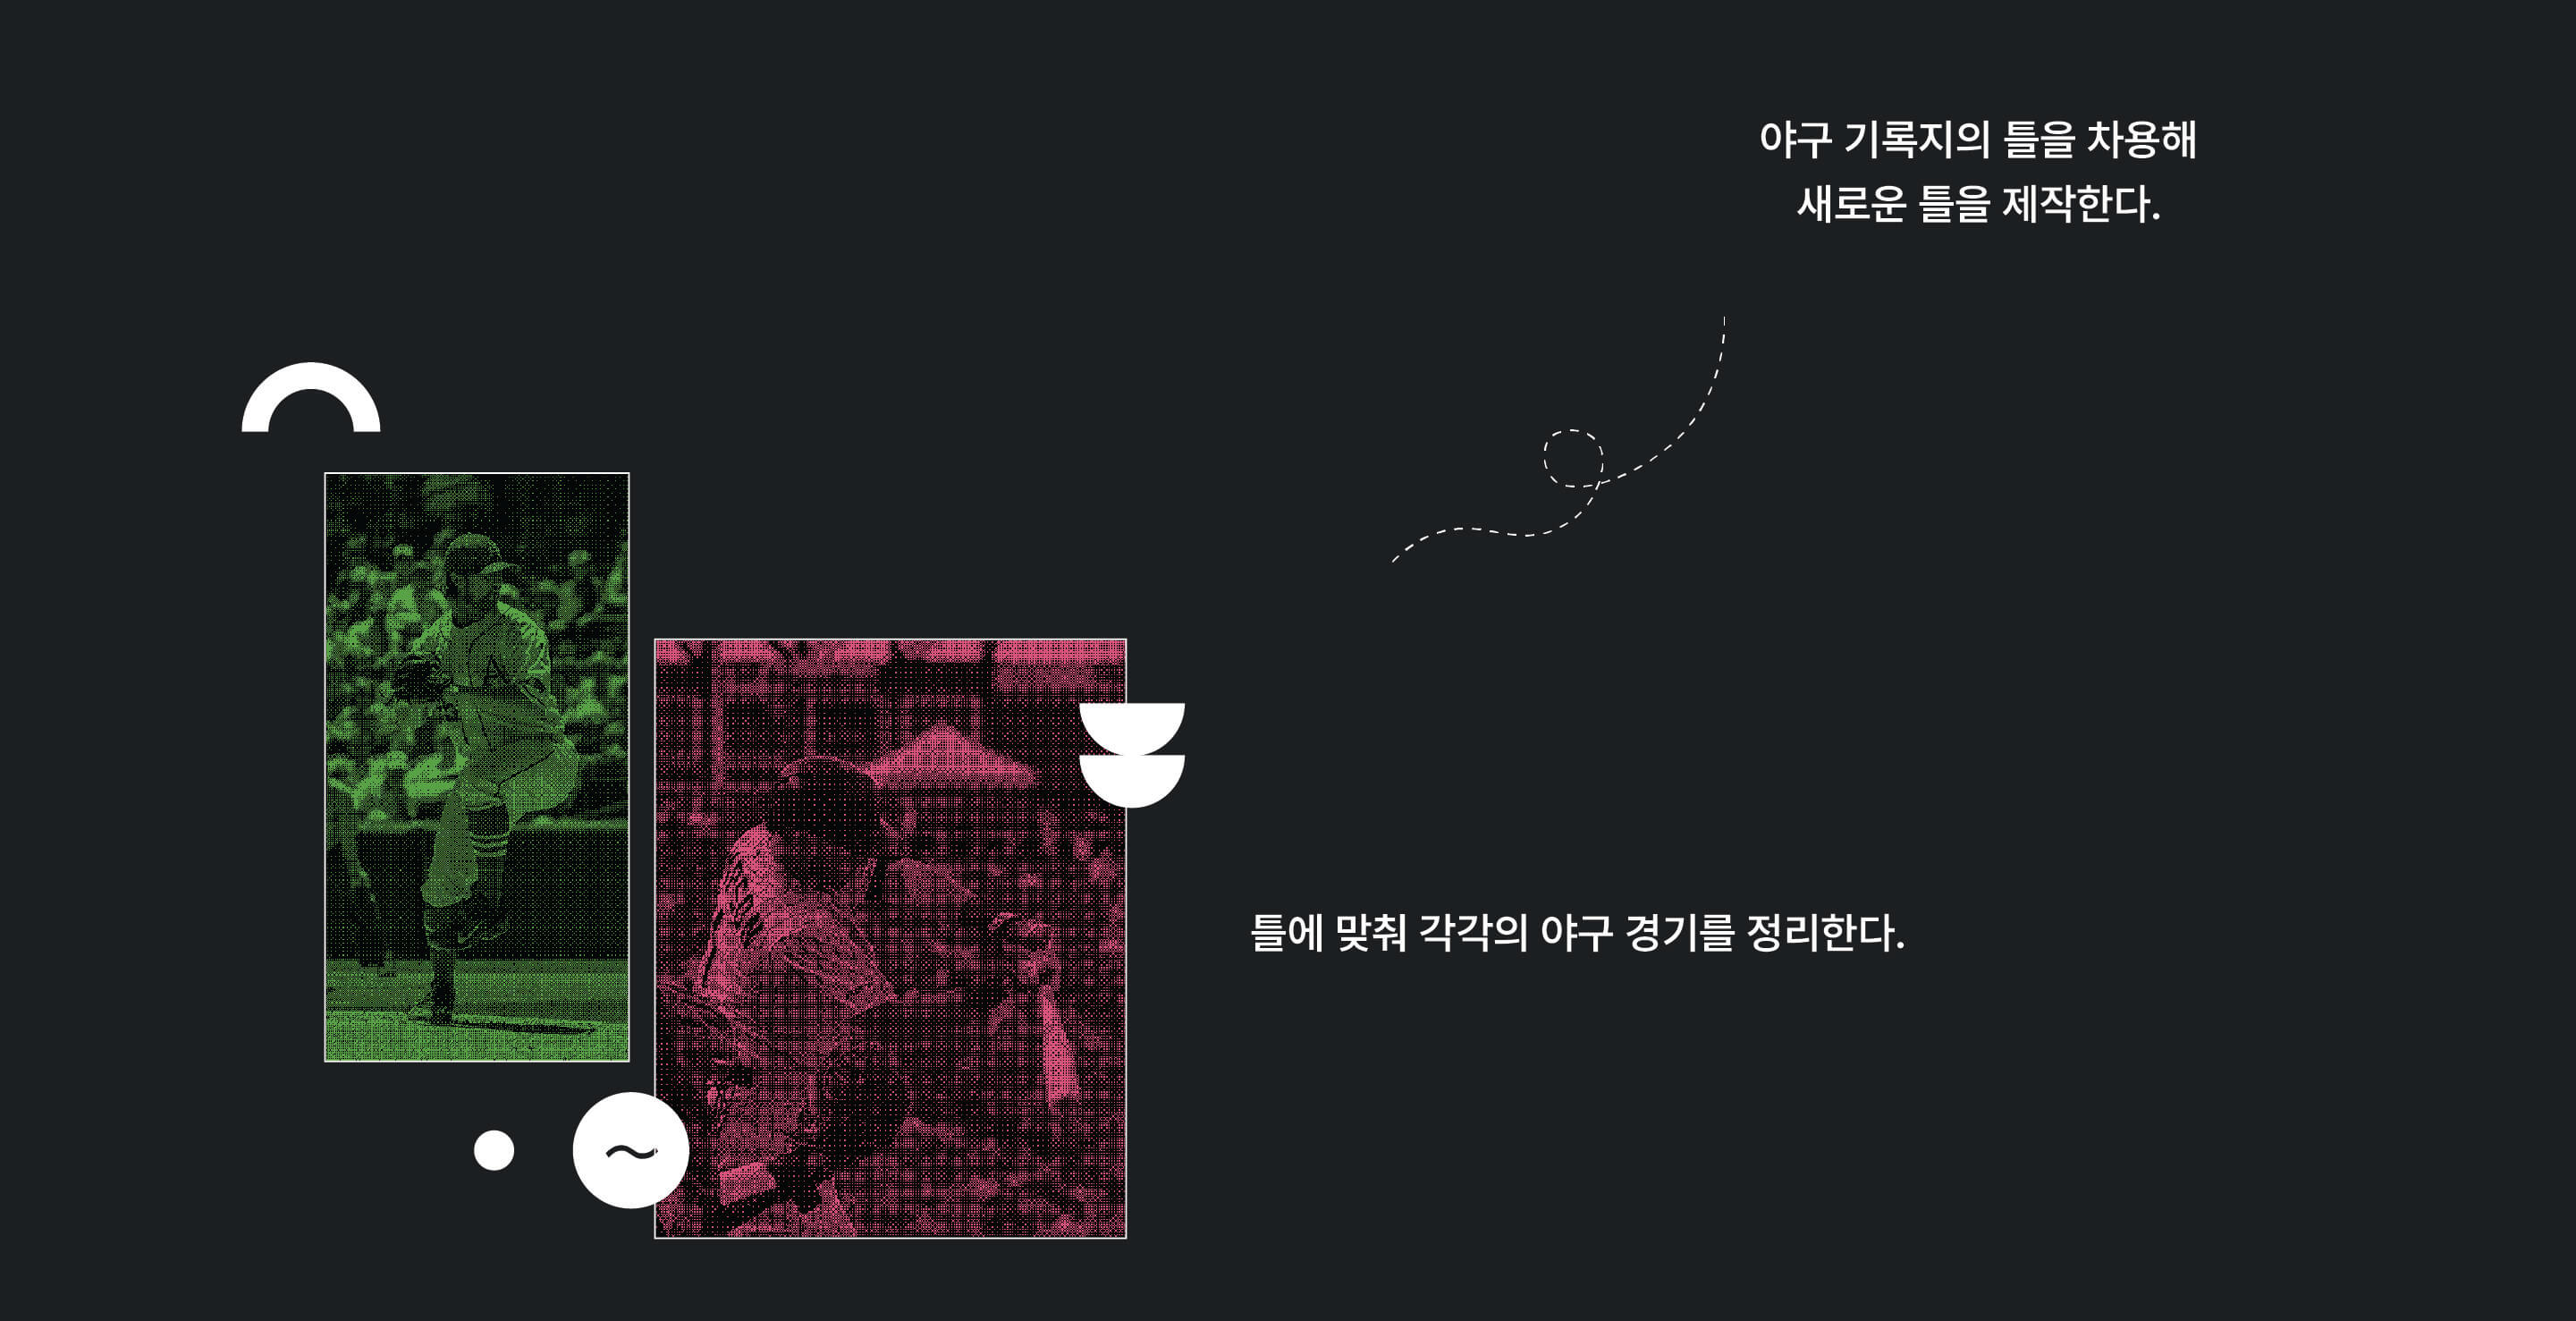 야구 기록지의 틀을 차용해
새로운 틀을 제작한다.
~
틀에 맞춰 각각의 야구 경기를 정리한다.